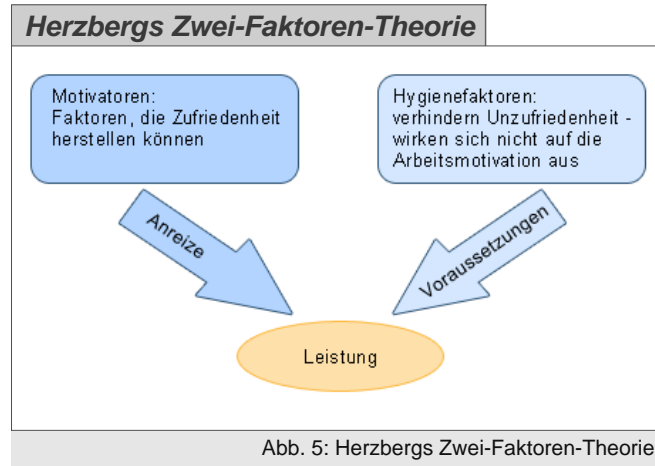 Herzbergs Zwei-Faktoren-Theorie
Motivatoren:
Faktoren, die Zufriedenheit
herstellen können
Hygienefaktoren:
verhindern Unzufriedenheit -
wirken sich nicht auf die
Arbeitsmotivation aus
Anreize
Voraussetzungen
Leistung
Abb. 5: Herzbergs Zwei-Faktoren-Theorie